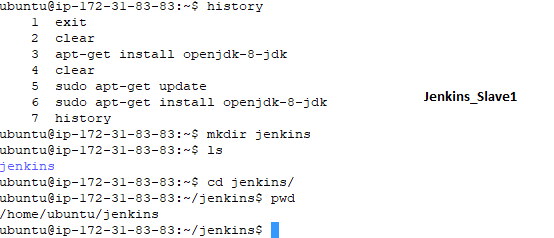 ubuntu@ip-172-31-83-83:~$ history
1 exit
2 clear
3 apt-get install openjdk-8-jdk
4 clear
5 sudo apt-get update
6 sudo apt-get install openjdk-8-jdk
7 history
Jenkins_Slave1
ubuntu@ip-172-31-83-83:~$ mkdir jenkins
ubuntu@ip-172-31-83-83:~$ ls
jenkins
ubuntu@ip-172-31-83-83:~$ cd jenkins/
ubuntu@ip-172-31-83-83:~/jenkins$ pwd
/home/ubuntu/jenkins
ubuntu@ip-172-31-83-83:~/jenkins$